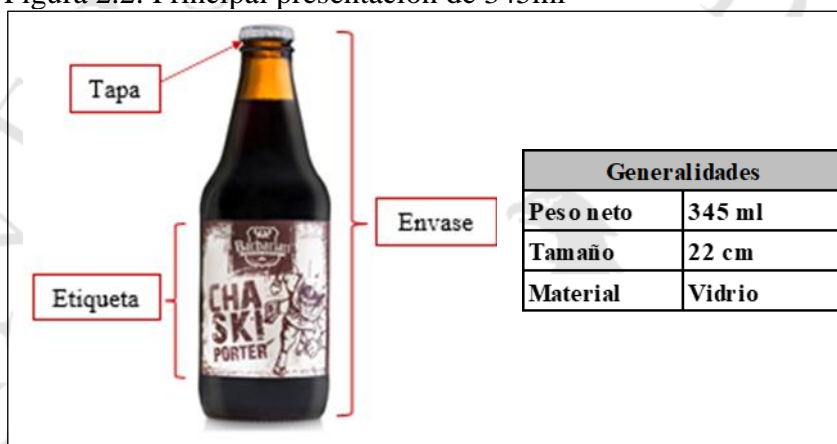 Figura 2.2. Principal presentación de 345ml
Tapa
Envase
Etiqueta
Barbarian
CHA
SKI
PORTER
Generalidades
Peso neto 345 ml
Tamaño 22 cm
Material Vidrio